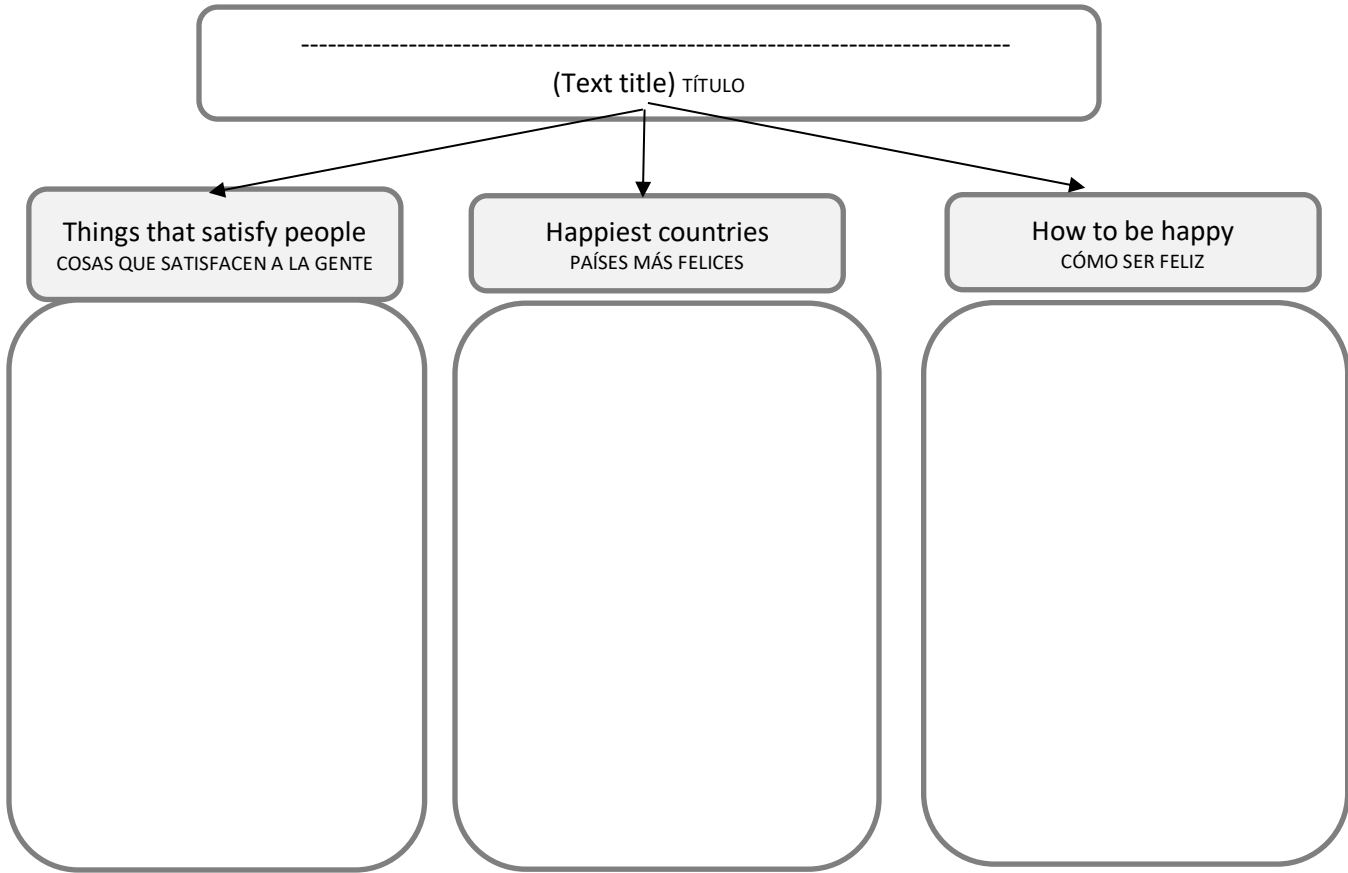 -------------------------------------------------------------------------------
(Text title) TÍTULO
Things that satisfy people
COSAS QUE SATISFACEN A LA GENTE
Happiest countries
PAÍSES MÁS FELICES
How to be happy
CÓMO SER FELIZ